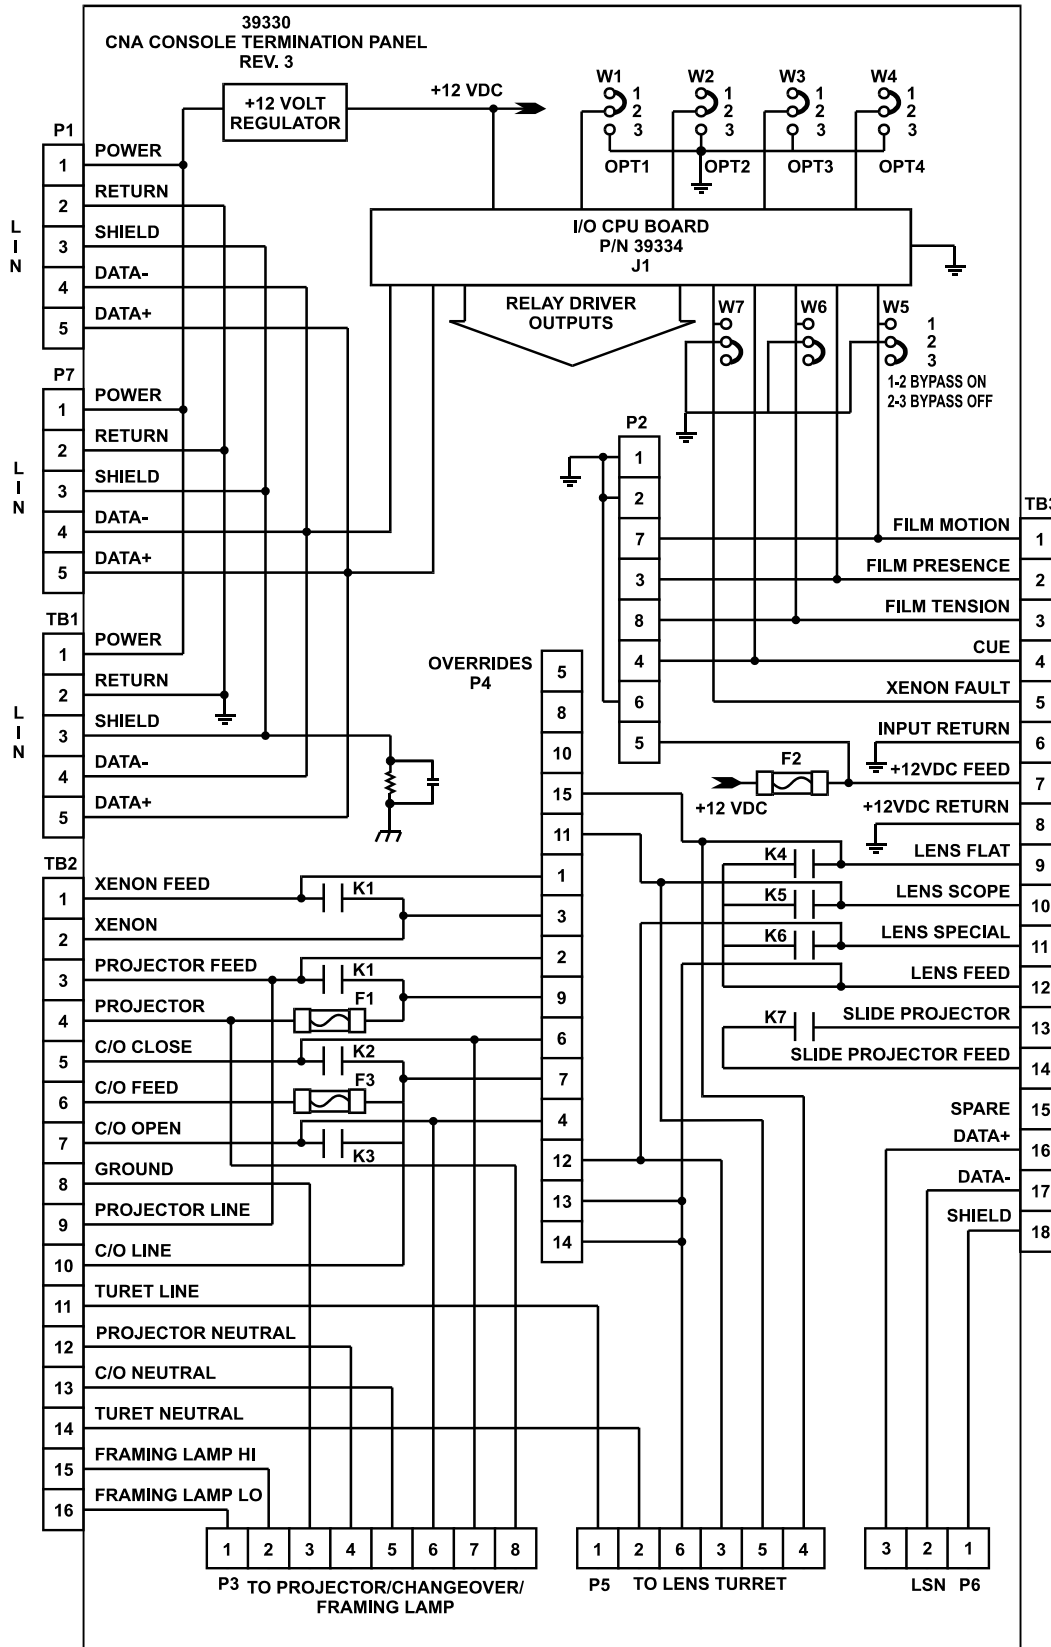 39330
CNA CONSOLE TERMINATION PANEL
REV. 3
+12 VOLT
REGULATOR
+12 VDC
W1
1
2
3
OPT1
W2
1
2
3
OPT2
W3
1
2
3
OPT3
W4
1
2
3
OPT4
I/O CPU BOARD
P/N 39334
J1
RELAY DRIVER
OUTPUTS
W7
W6
W5
1
2
3
1-2 BYPASS ON
2-3 BYPASS OFF
LIN
P1
1 POWER
2 RETURN
3 SHIELD
4 DATA-
5 DATA+
LIN
P7
1 POWER
2 RETURN
3 SHIELD
4 DATA-
5 DATA+
LIN
TB1
1 POWER
2 RETURN
3 SHIELD
4 DATA-
5 DATA+
TB2
1 XENON FEED
2 XENON
3 PROJECTOR FEED
4 PROJECTOR
5 C/O CLOSE
6 C/O FEED
7 C/O OPEN
8 GROUND
9 PROJECTOR LINE
10 C/O LINE
11 TURET LINE
12 PROJECTOR NEUTRAL
13 C/O NEUTRAL
14 TURET NEUTRAL
15 FRAMING LAMP HI
16 FRAMING LAMP LO
K1
K1
F1
K2
F3
K3
OVERRIDES
P4
5
8
10
15
11
1
3
2
9
6
7
4
12
13
14
P2
1
2
7
3
8
4
6
5
F2
+12 VDC
K4
K5
K6
K7
TB3
FILM MOTION 1
FILM PRESENCE 2
FILM TENSION 3
CUE 4
XENON FAULT 5
INPUT RETURN 6
+12VDC FEED 7
+12VDC RETURN 8
LENS FLAT 9
LENS SCOPE 10
LENS SPECIAL 11
LENS FEED 12
SLIDE PROJECTOR 13
SLIDE PROJECTOR FEED 14
SPARE 15
DATA+ 16
DATA- 17
SHIELD 18
1 2 3 4 5 6 7 8
P3 TO PROJECTOR/CHANGEOVER/
FRAMING LAMP
1 2 6 3 5 4
P5 TO LENS TURRET
3 2 1
LSN P6